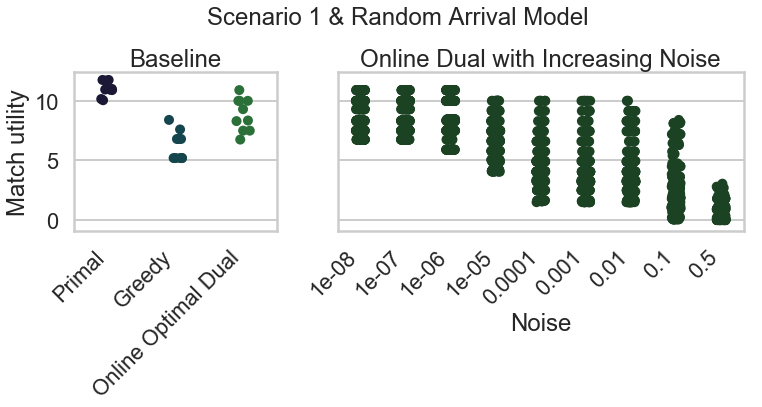 Scenario 1 & Random Arrival Model
Baseline
Online Dual with Increasing Noise
Match utility
10
5
0
Primal
Greedy
Online Optimal Dual
1e-08
1e-07
1e-06
1e-05
0.0001
0.001
0.01
0.1
0.5
Noise